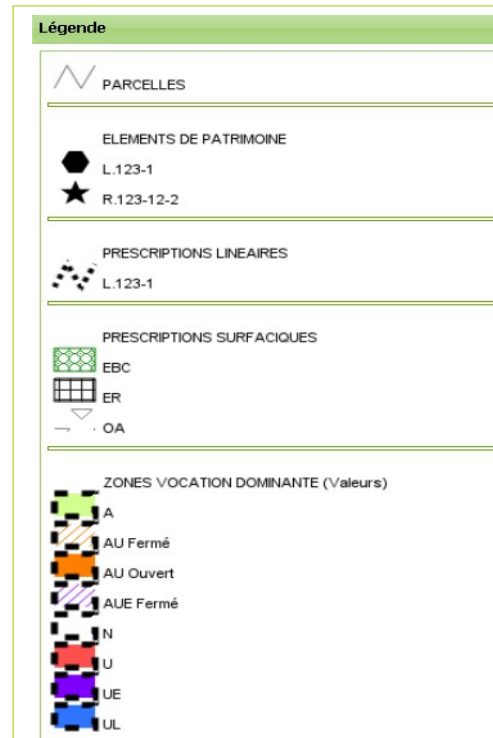 Légende
PARCELLES
ELEMENTS DE PATRIMOINE
L.123-1
R.123-12-2
PRESCRIPTIONS LINEAIRES
L.123-1
PRESCRIPTIONS SURFACIQUES
EBC
ER
OA
ZONES VOCATION DOMINANTE (Valeurs)
A
AU Fermé
AU Ouvert
AUE Fermé
N
U
UE
UL